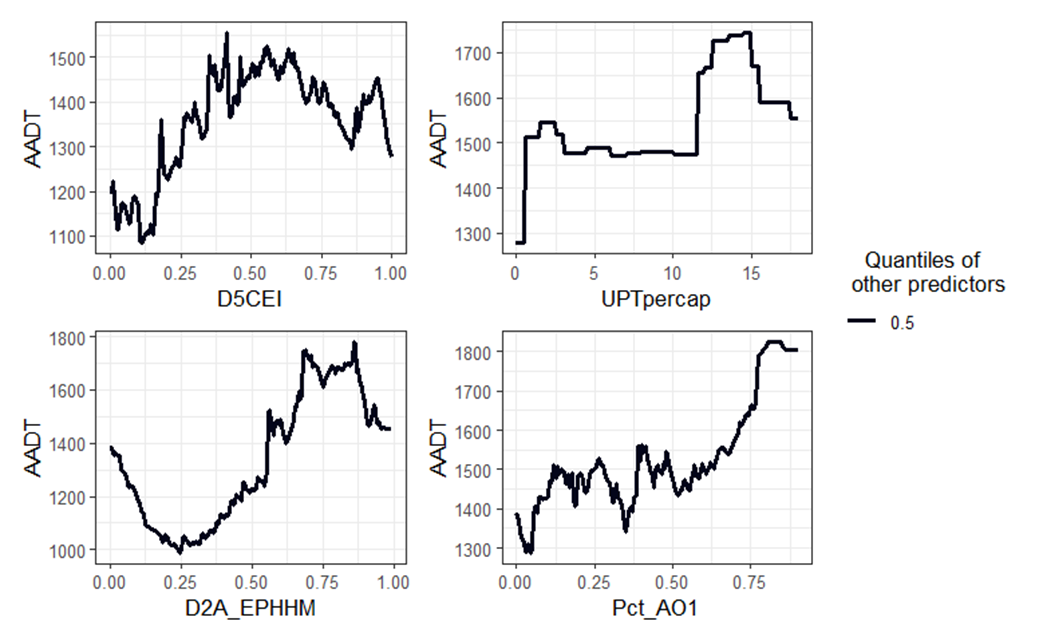 1500
1400
1300
1200
1100
AADT
0.00 0.25 0.50 0.75 1.00
D5CEI
1700
1600
1500
1400
1300
AADT
0 5 10 15
UPTpercap
1800
1600
1400
1200
1000
AADT
0.00 0.25 0.50 0.75 1.00
D2A_EPHHM
1800
1700
1600
1500
1400
1300
AADT
0.00 0.25 0.50 0.75
Pct_AO1
Quantiles of
other predictors
0.5